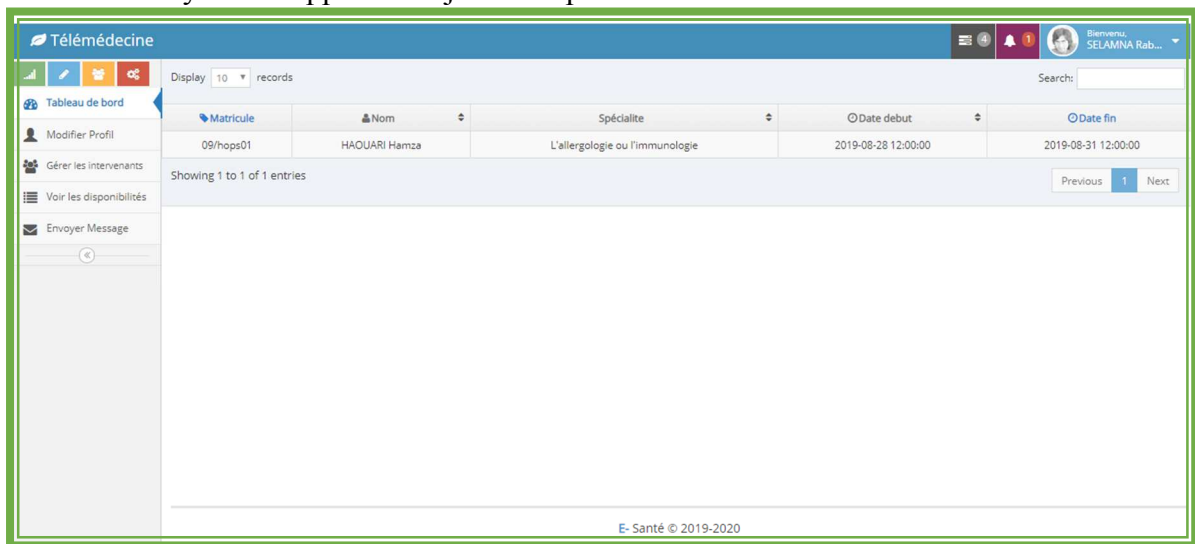 Télémédecine
4
1
Bienvenu,
SELAMNA Rab...
Tableau de bord
Modifier Profil
Gérer les intervenants
Voir les disponibilités
Envoyer Message
Display 10 records
Search:
Matricule Nom Spécialite Date debut Date fin
09/hops01 HAOUARI Hamza L'allergologie ou l'immunologie 2019-08-28 12:00:00 2019-08-31 12:00:00
Showing 1 to 1 of 1 entries
Previous 1 Next
E- Santé © 2019-2020